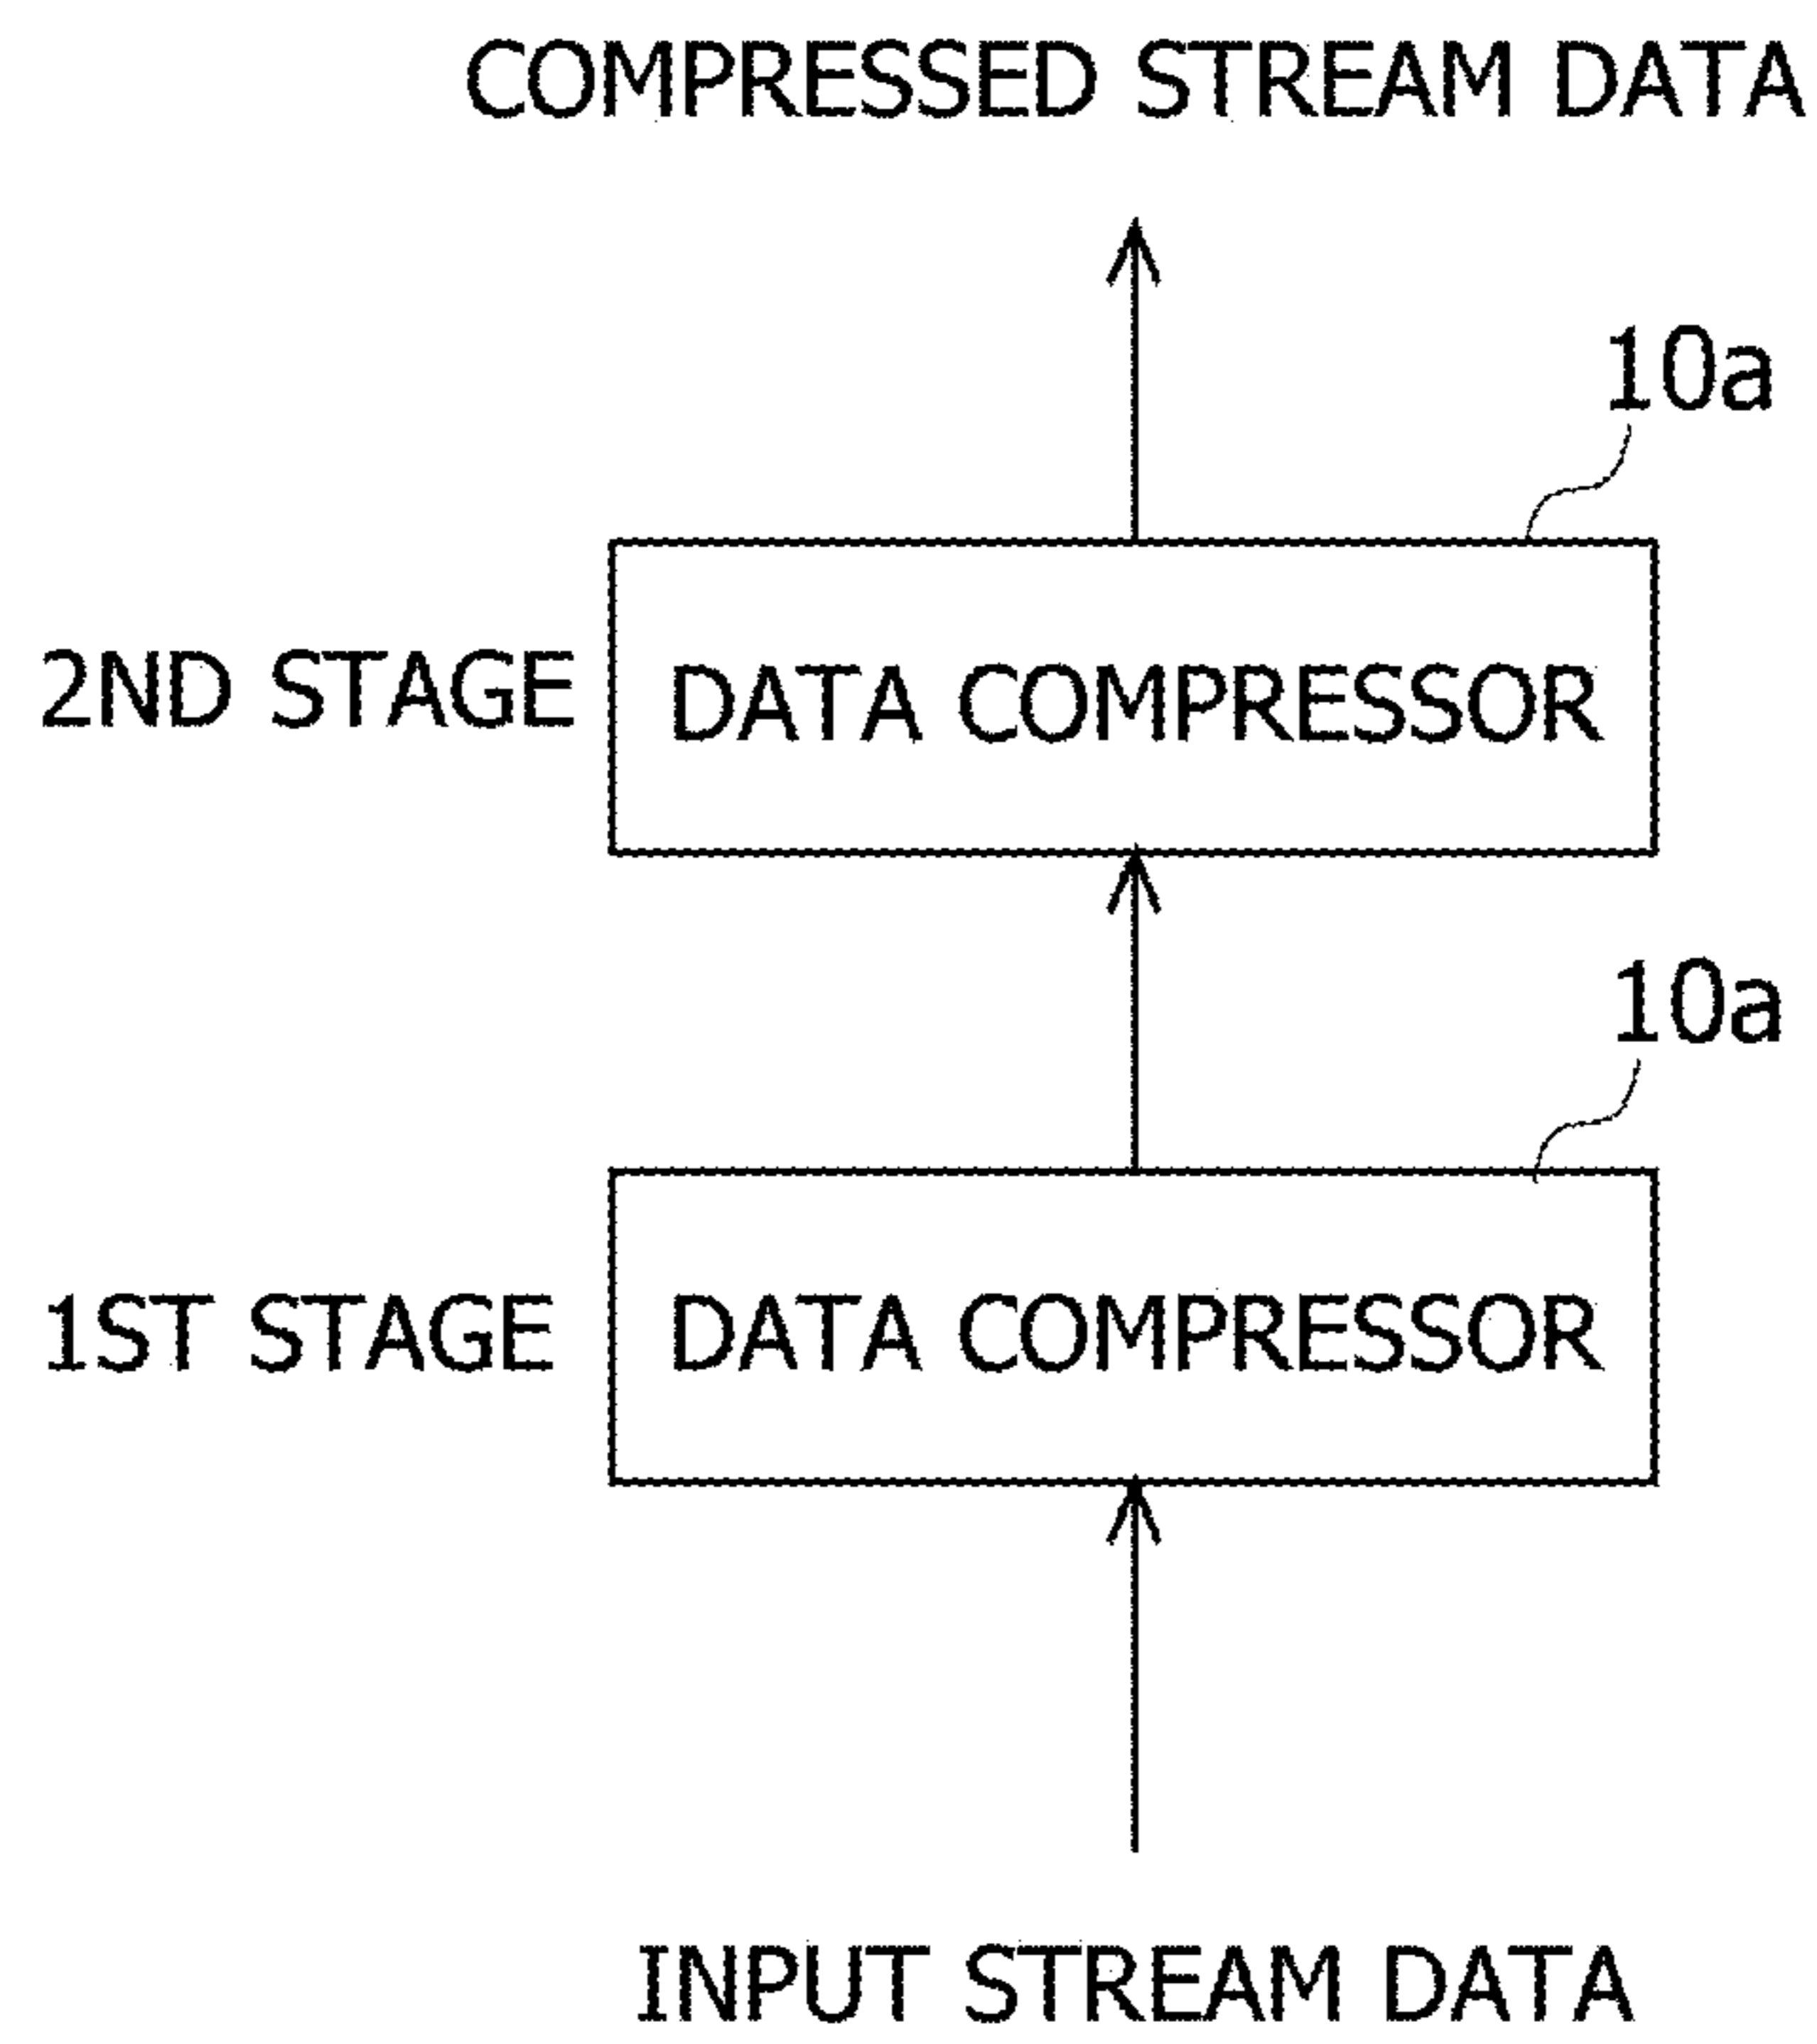 COMPRESSED STREAM DATA
10a
2ND STAGE
DATA COMPRESSOR
10a
1ST STAGE
DATA COMPRESSOR
INPUT STREAM DATA